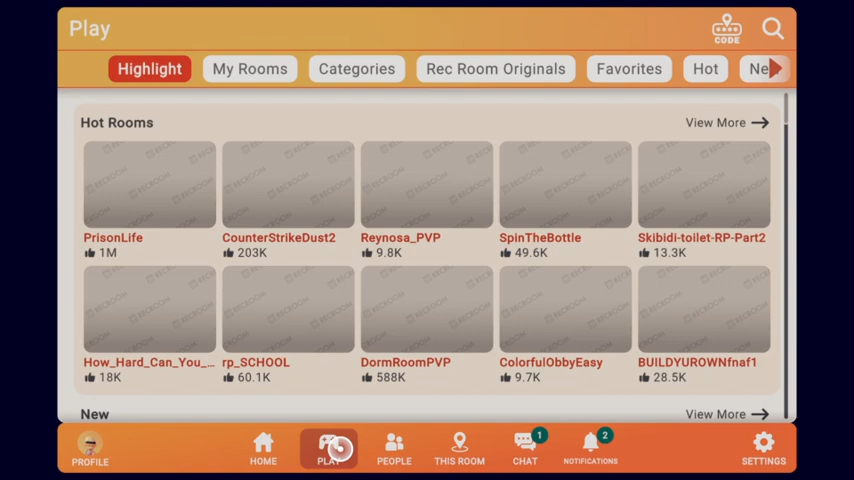 Play
CODE
Highlight
My Rooms
Categories
Rec Room Originals
Favorites
Hot
Ne
Hot Rooms
View More
PrisonLife
CounterStrikeDust2
Reynosa_PVP
SpinTheBottle
Skibidi-toilet-RP-Part2
1M
203K
9.8K
49.6K
13.3K
How_Hard_Can_You_...
rp_SCHOOL
DormRoomPVP
ColorfulObbyEasy
BUILDYUROWNfnaf1
18K
60.1K
588K
9.7K
28.5K
New
View More
1
2
PROFILE
HOME
PLAY
PEOPLE
THIS ROOM
CHAT
NOTIFICATIONS
SETTINGS